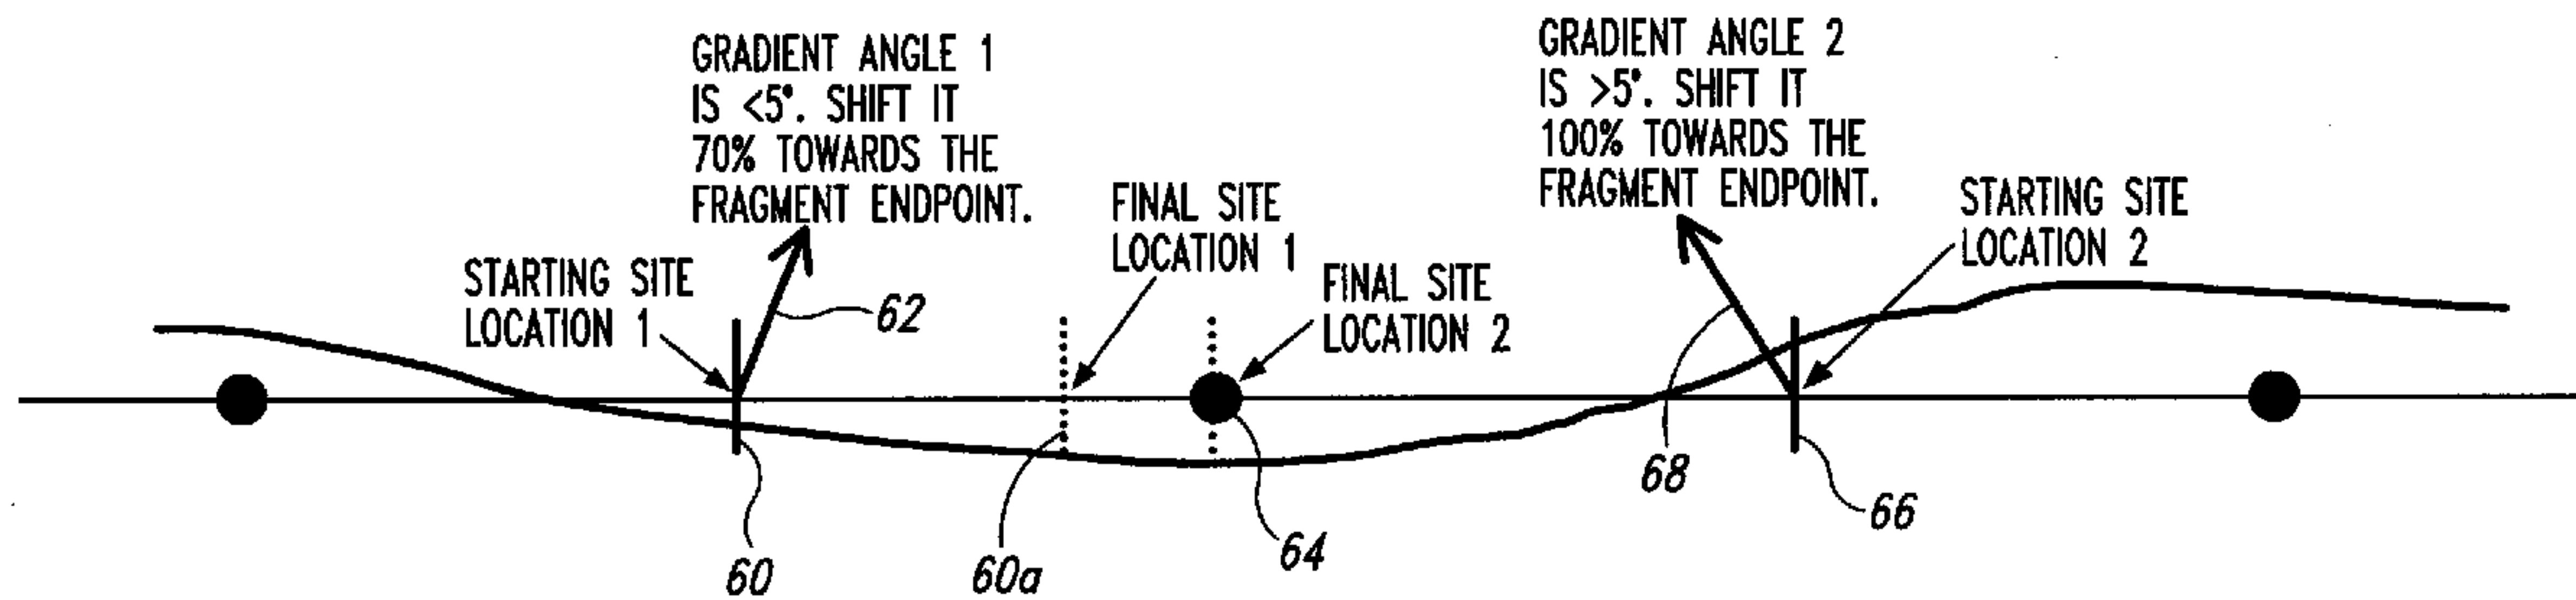 GRADIENT ANGLE 1
IS <5°. SHIFT IT
70% TOWARDS THE
FRAGMENT ENDPOINT.
GRADIENT ANGLE 2
IS >5°. SHIFT IT
100% TOWARDS THE
FRAGMENT ENDPOINT.
STARTING SITE
LOCATION 1
62
FINAL SITE
LOCATION 1
FINAL SITE
LOCATION 2
STARTING SITE
LOCATION 2
60
60a
64
68
66